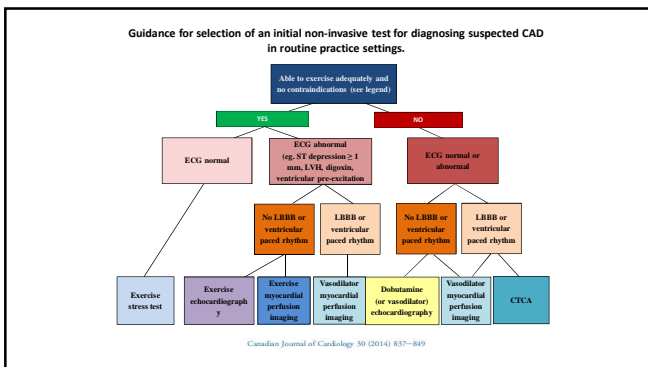 Guidance for selection of an initial non-invasive test for diagnosing suspected CAD
in routine practice settings.
Able to exercise adequately and
no contraindications (see legend)
YES
NO
ECG normal
ECG abnormal
(eg. ST depression ≥ 1
mm, LVH, digoxin,
ventricular pre-excitation
ECG normal or
abnormal
No LBBB or
ventricular
paced rhythm
LBBB or
ventricular
paced rhythm
No LBBB or
ventricular
paced rhythm
LBBB or
ventricular
paced rhythm
Exercise
stress test
Exercise
echocardiograph
y
Exercise
myocardial
perfusion
imaging
Vasodilator
myocardial
perfusion
imaging
Dobutamine
(or vasodilator)
echocardiography
Vasodilator
myocardial
perfusion
imaging
CTCA
Canadian Journal of Cardiology 30 (2014) 837–849